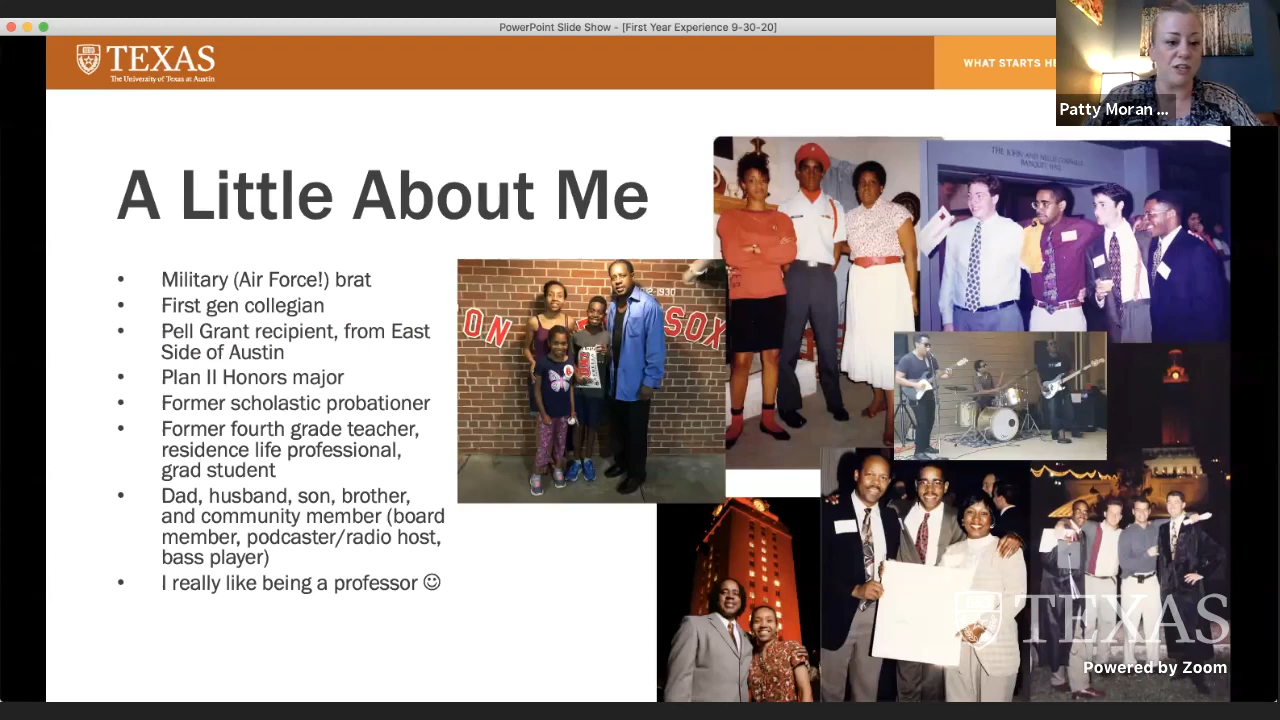 PowerPoint Slide Show - [First Year Experience 9-30-20]
TEXAS
The University of Texas at Austin
WHAT STARTS HE
Patty Moran ...
A Little About Me
• Military (Air Force!) brat
• First gen collegian
• Pell Grant recipient, from East
Side of Austin
• Plan II Honors major
• Former scholastic probationer
• Former fourth grade teacher,
residence life professional,
grad student
• Dad, husband, son, brother,
and community member (board
member, podcaster/radio host,
bass player)
• I really like being a professor ☺
ON
SOX
BANQUET HALL
TEXAS
Powered by Zoom